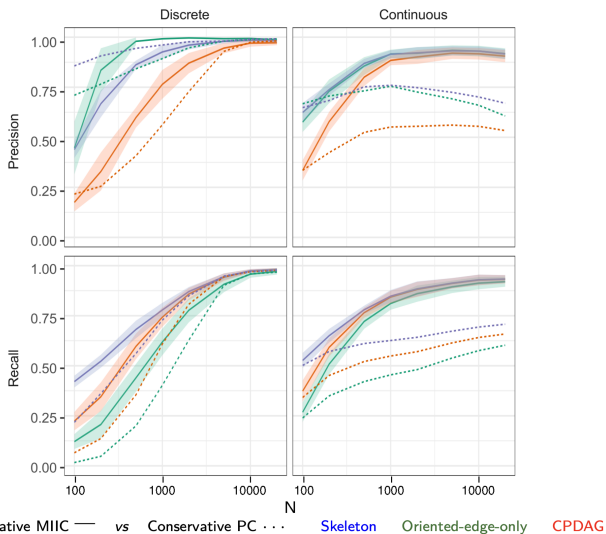 Discrete Continuous
Precision
1.00
0.75
0.50
0.25
0.00
Recall
1.00
0.75
0.50
0.25
0.00
100 1000 10000 100 1000 10000
N
ative MIIC — vs Conservative PC · · · Skeleton Oriented-edge-only CPDAG